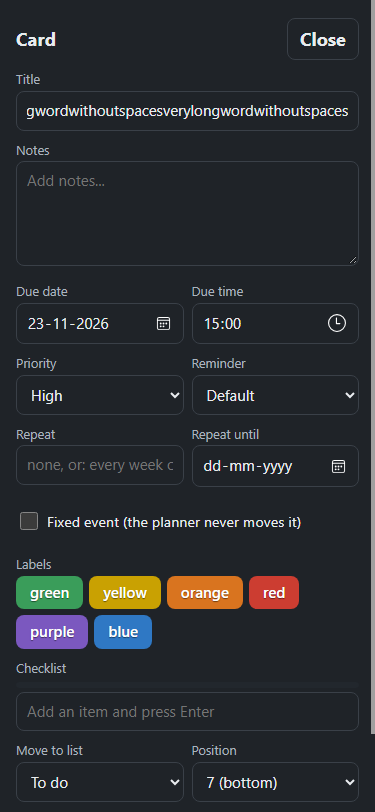 Card
Close
Title
gwordwithoutspacesverylongwordwithoutspaces
Notes
Add notes...
Due date
Due time
23-11-2026
15:00
Priority
Reminder
High
Default
Repeat
Repeat until
none, or: every week c
dd-mm-yyyy
Fixed event (the planner never moves it)
Labels
green
yellow
orange
red
purple
blue
Checklist
Add an item and press Enter
Move to list
Position
To do
7 (bottom)